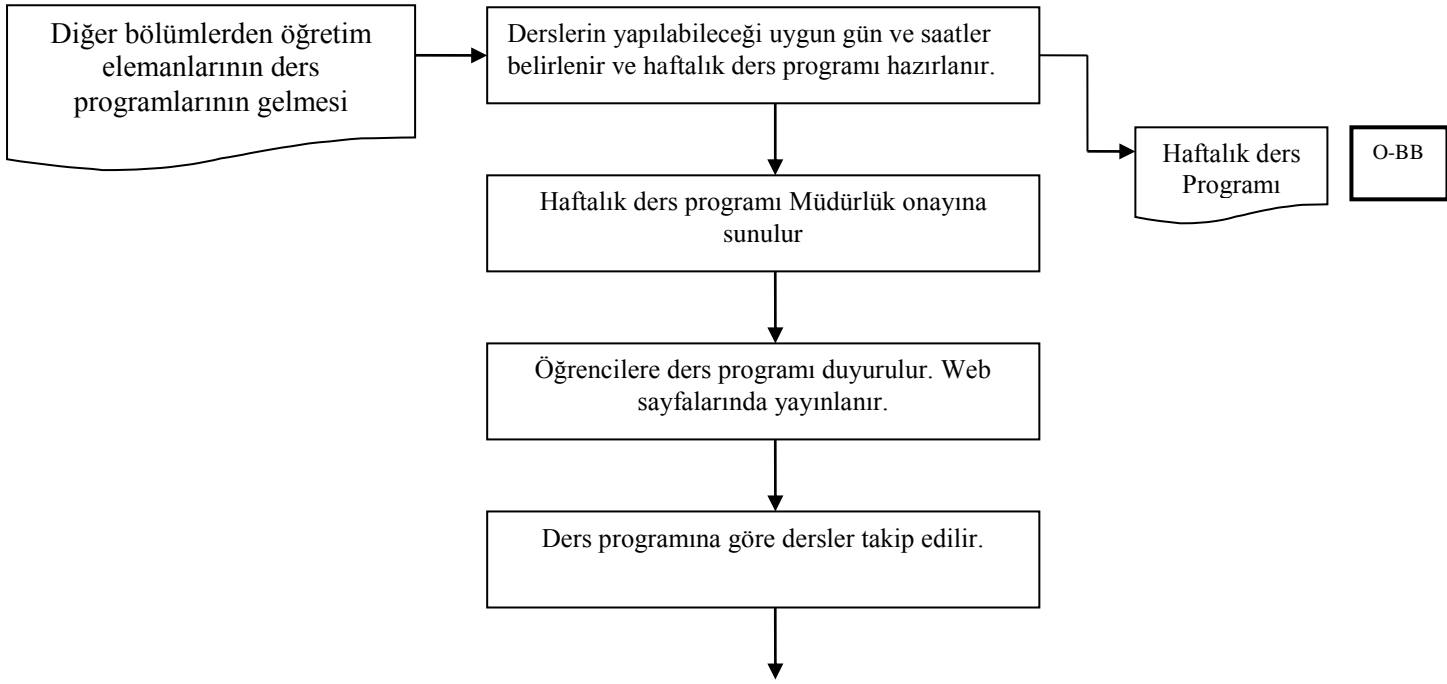 Diğer bölümlerden öğretim
elemanlarının ders
programlarının gelmesi
Derslerin yapılabileceği uygun gün ve saatler
belirlenir ve haftalık ders programı hazırlanır.
Haftalık ders
Programı
O-BB
Haftalık ders programı Müdürlük onayına
sunulur
Öğrencilere ders programı duyurulur. Web
sayfalarında yayınlanır.
Ders programına göre dersler takip edilir.